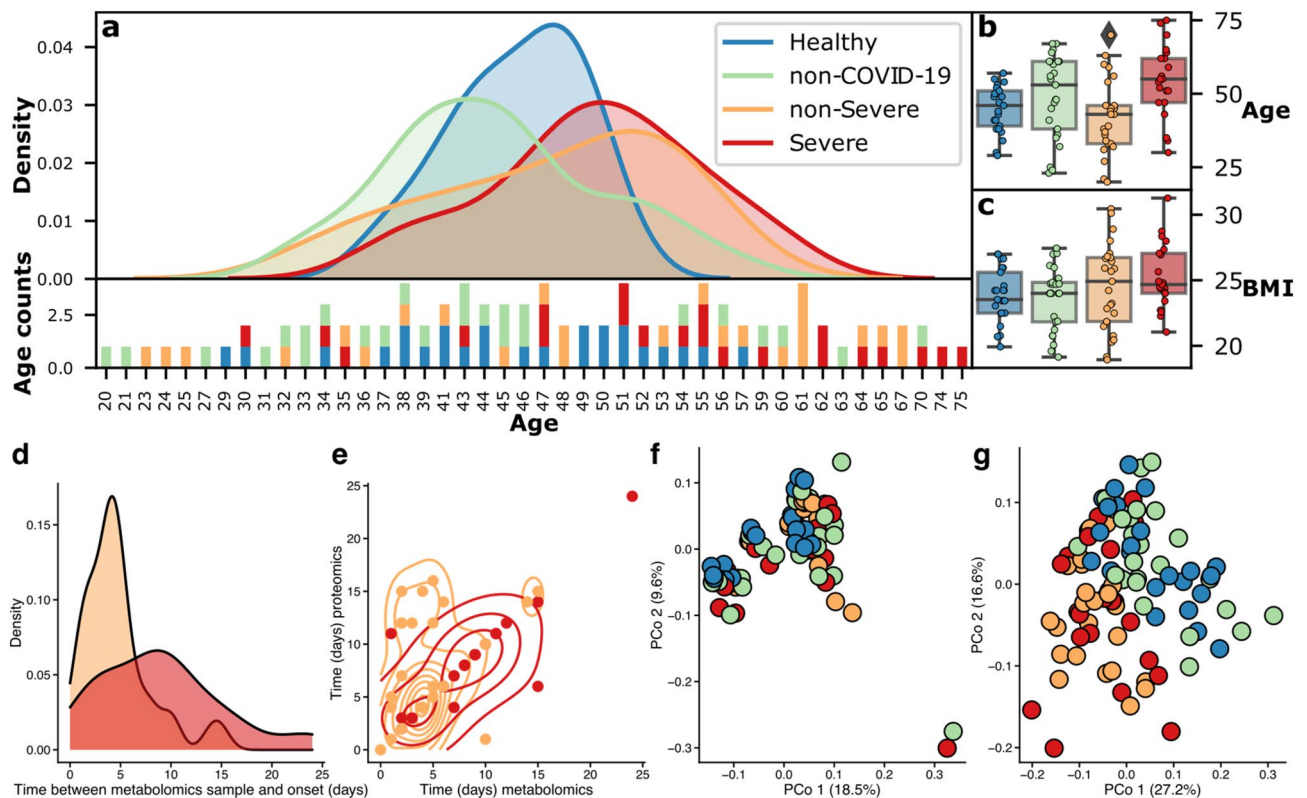 a
Healthy
non-COVID-19
non-Severe
Severe
Density
0.04
0.03
0.02
0.01
0.00
Age counts
2.5
0.0
20 21 23 24 25 27 29 30 31 32 33 34 35 36 37 38 39 41 43 44 45 46 47 48 49 50 51 52 53 54 55 56 57 58 59 60 61 62 63 64 65 67 70 74 75
Age
b
75
50
25
Age
c
30
25
20
BMI
d
Density
0.15
0.10
0.05
0.00
0 5 10 15 20 25
Time between metabolomics sample and onset (days)
e
Time (days) proteomics
25
20
15
10
5
0
0 5 10 15 20 25
Time (days) metabolomics
f
PCo 2 (9.6%)
0.1
0.0
−0.1
−0.2
−0.3
−0.1 0.0 0.1 0.2 0.3
PCo 1 (18.5%)
g
PCo 2 (16.6%)
0.1
0.0
−0.1
−0.2
−0.2 −0.1 0.0 0.1 0.2 0.3
PCo 1 (27.2%)